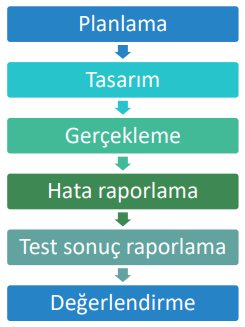 Planlama
Tasarım
Gerçekleme
Hata raporlama
Test sonuç raporlama
Değerlendirme